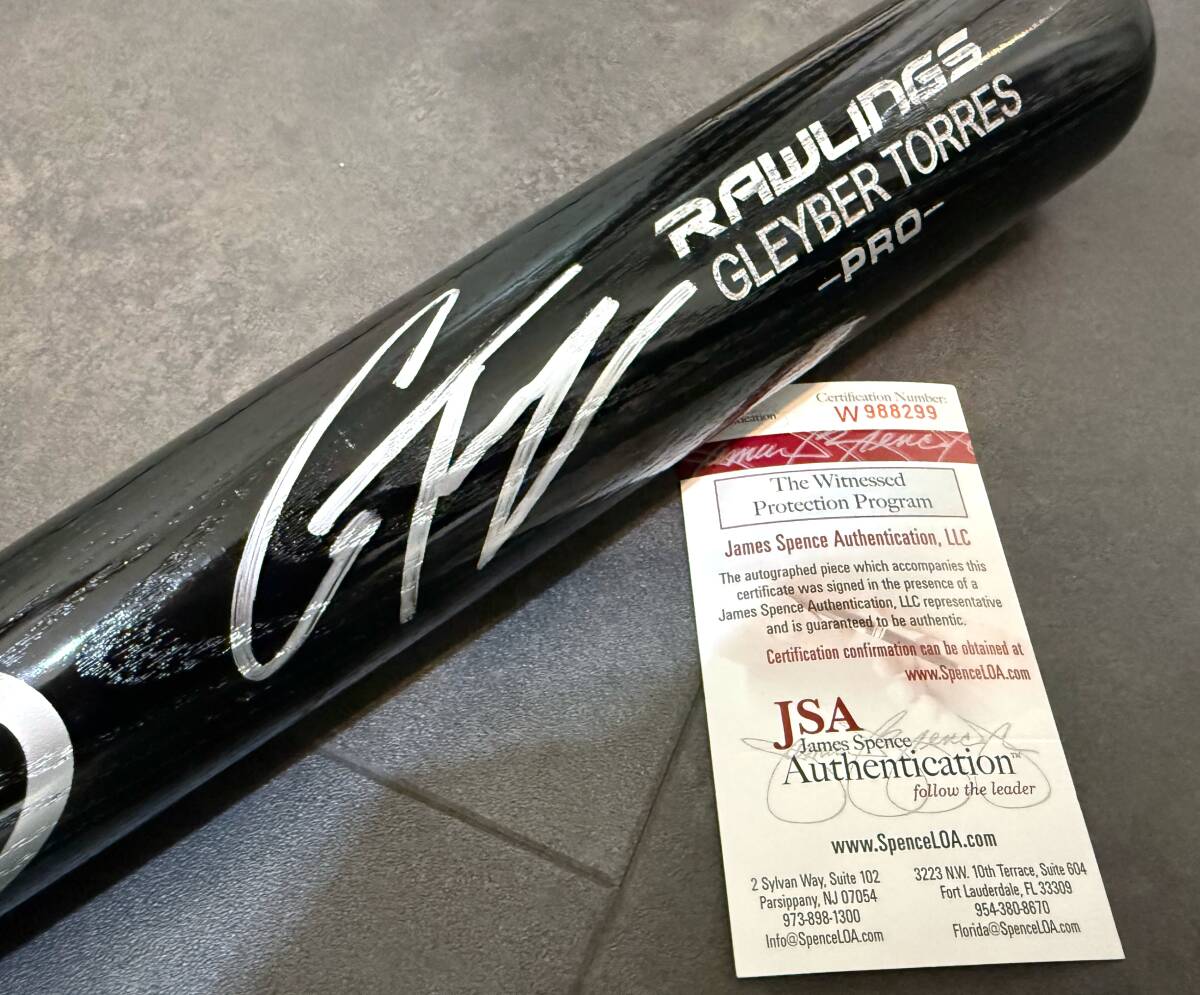 RAWLINGS
GLEYBER TORRES
-PRO-
Certification Number:
W 988299
The Witnessed
Protection Program
James Spence Authentication, LLC
The autographed piece which accompanies this
certificate was signed in the presence of a
James Spence Authentication, LLC representative
and is guaranteed to be authentic.
Certification confirmation can be obtained at
www.SpenceLOA.com
JSA
James Spence
Authentication™
follow the leader
www.SpenceLOA.com
2 Sylvan Way, Suite 102
Parsippany, NJ 07054
973-898-1300
Info@SpenceLOA.com
3223 N.W. 10th Terrace, Suite 604
Fort Lauderdale, FL 33309
954-380-8670
Florida@SpenceLOA.com